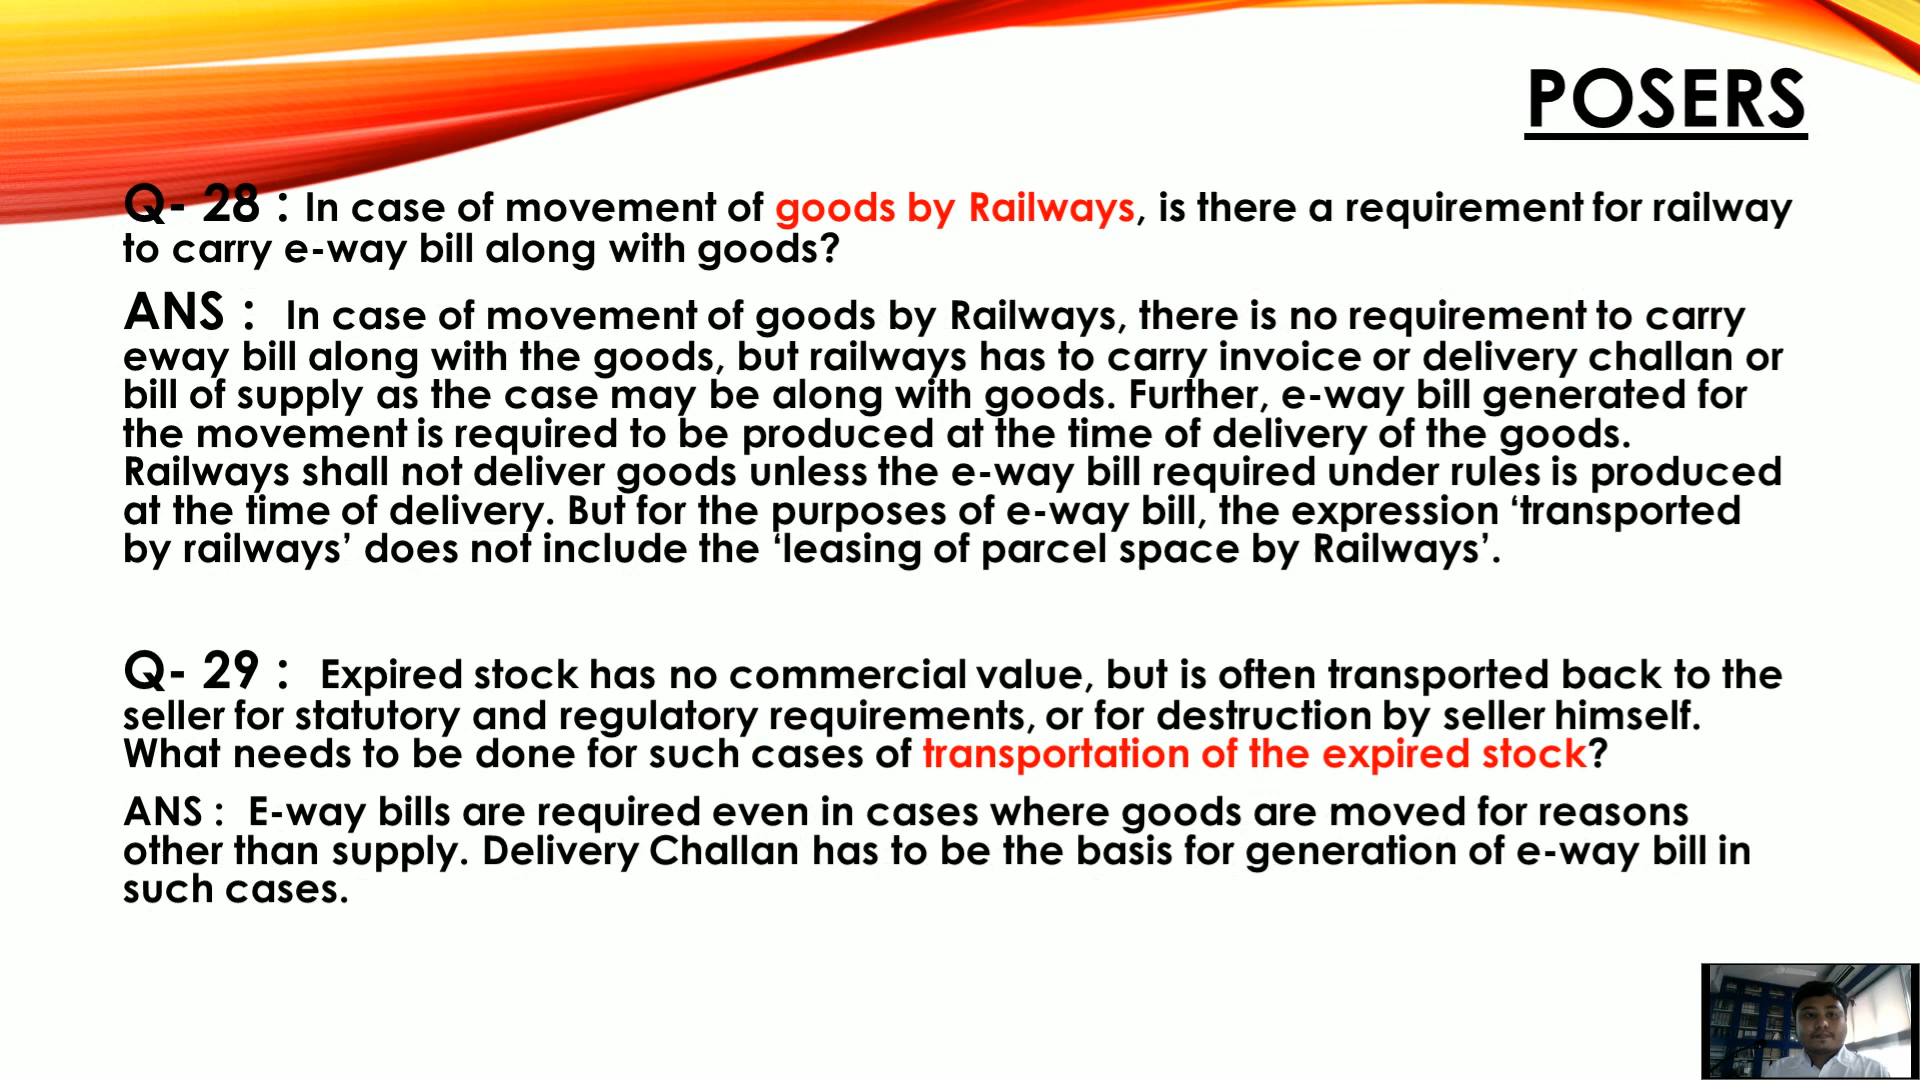 POSERS
Q- 28 : In case of movement of goods by Railways, is there a requirement for railway
to carry e-way bill along with goods?
ANS : In case of movement of goods by Railways, there is no requirement to carry
eway bill along with the goods, but railways has to carry invoice or delivery challan or
bill of supply as the case may be along with goods. Further, e-way bill generated for
the movement is required to be produced at the time of delivery of the goods.
Railways shall not deliver goods unless the e-way bill required under rules is produced
at the time of delivery. But for the purposes of e-way bill, the expression ‘transported
by railways’ does not include the ‘leasing of parcel space by Railways’.
Q- 29 : Expired stock has no commercial value, but is often transported back to the
seller for statutory and regulatory requirements, or for destruction by seller himself.
What needs to be done for such cases of transportation of the expired stock?
ANS : E-way bills are required even in cases where goods are moved for reasons
other than supply. Delivery Challan has to be the basis for generation of e-way bill in
such cases.